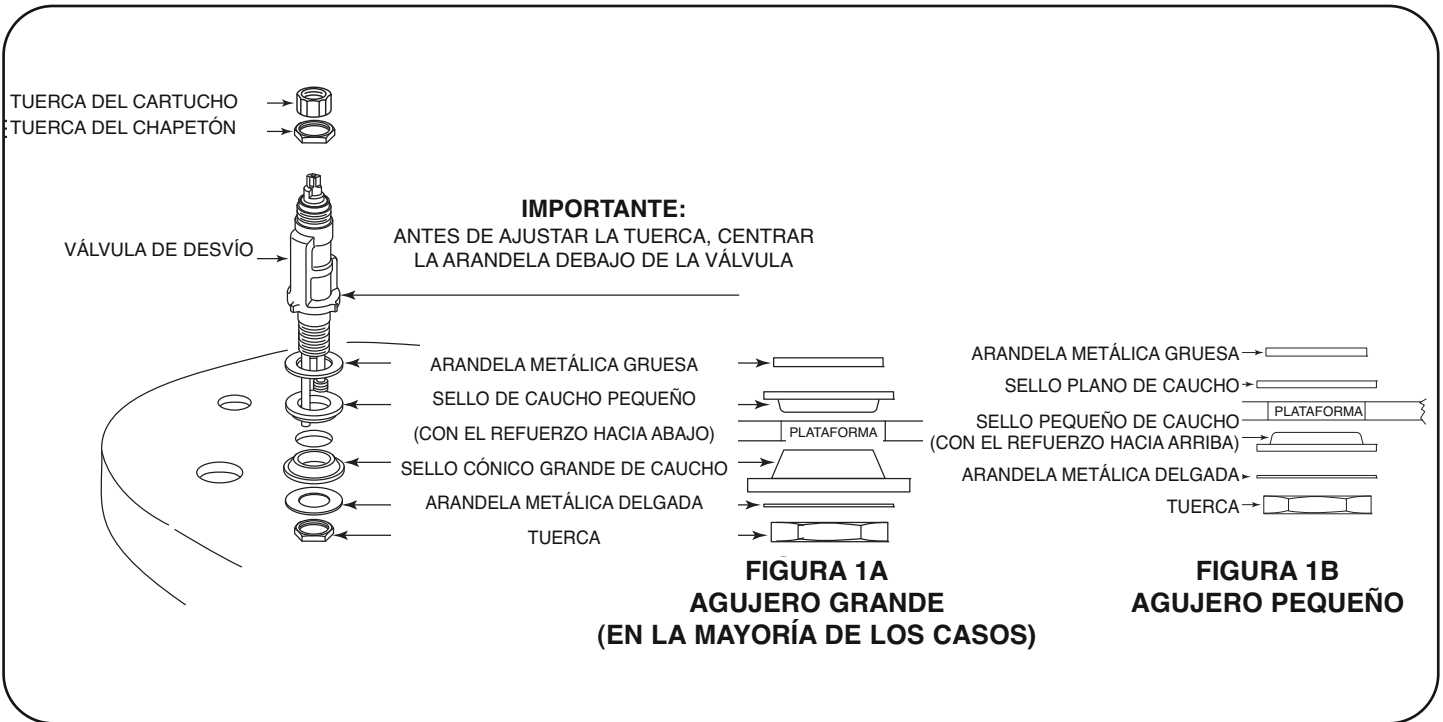 TUERCA DEL CARTUCHO
TUERCA DEL CHAPETÓN
VÁLVULA DE DESVÍO
IMPORTANTE:
ANTES DE AJUSTAR LA TUERCA, CENTRAR
LA ARANDELA DEBAJO DE LA VÁLVULA
ARANDELA METÁLICA GRUESA
SELLO DE CAUCHO PEQUEÑO
(CON EL REFUERZO HACIA ABAJO)
PLATAFORMA
SELLO CÓNICO GRANDE DE CAUCHO
ARANDELA METÁLICA DELGADA
TUERCA
FIGURA 1A
AGUJERO GRANDE
(EN LA MAYORÍA DE LOS CASOS)
ARANDELA METÁLICA GRUESA
SELLO PLANO DE CAUCHO
PLATAFORMA
SELLO PEQUEÑO DE CAUCHO
(CON EL REFUERZO HACIA ARRIBA)
ARANDELA METÁLICA DELGADA
TUERCA
FIGURA 1B
AGUJERO PEQUEÑO